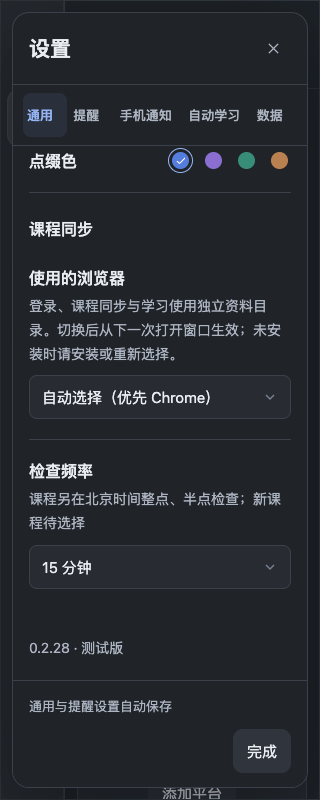 设置
通用 提醒 手机通知 自动学习 数据
点缀色
课程同步
使用的浏览器
登录、课程同步与学习使用独立资料目
录。切换后从下一次打开窗口生效；未安
装时请安装或重新选择。
自动选择（优先 Chrome）
检查频率
课程另在北京时间整点、半点检查；新课
程待选择
15 分钟
0.2.28 · 测试版
通用与提醒设置自动保存
完成
添加平台